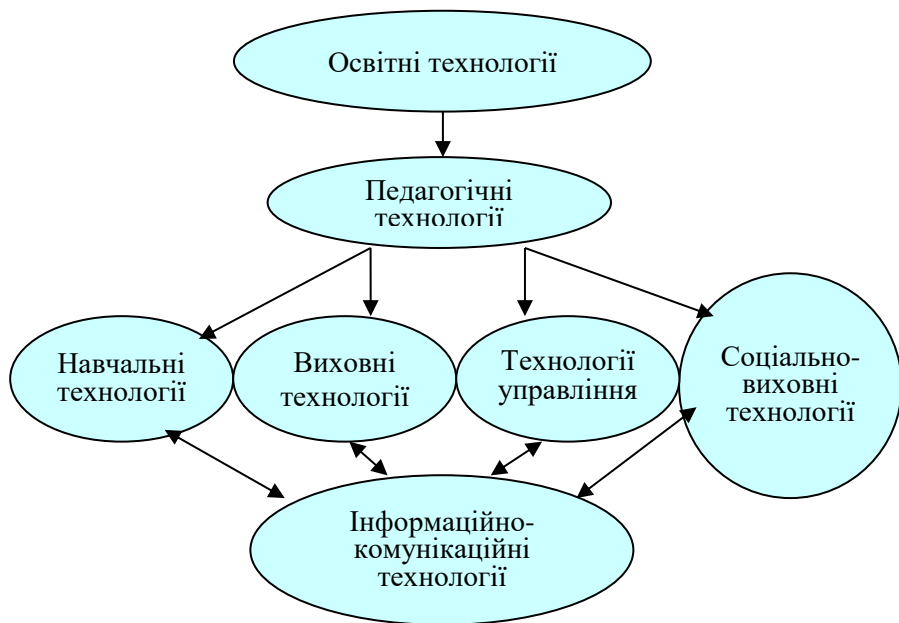 Освітні технології
Педагогічні
технології
Навчальні
технології
Виховні
технології
Технології
управління
Соціально-
виховні
технології
Інформаційно-
комунікаційні
технології